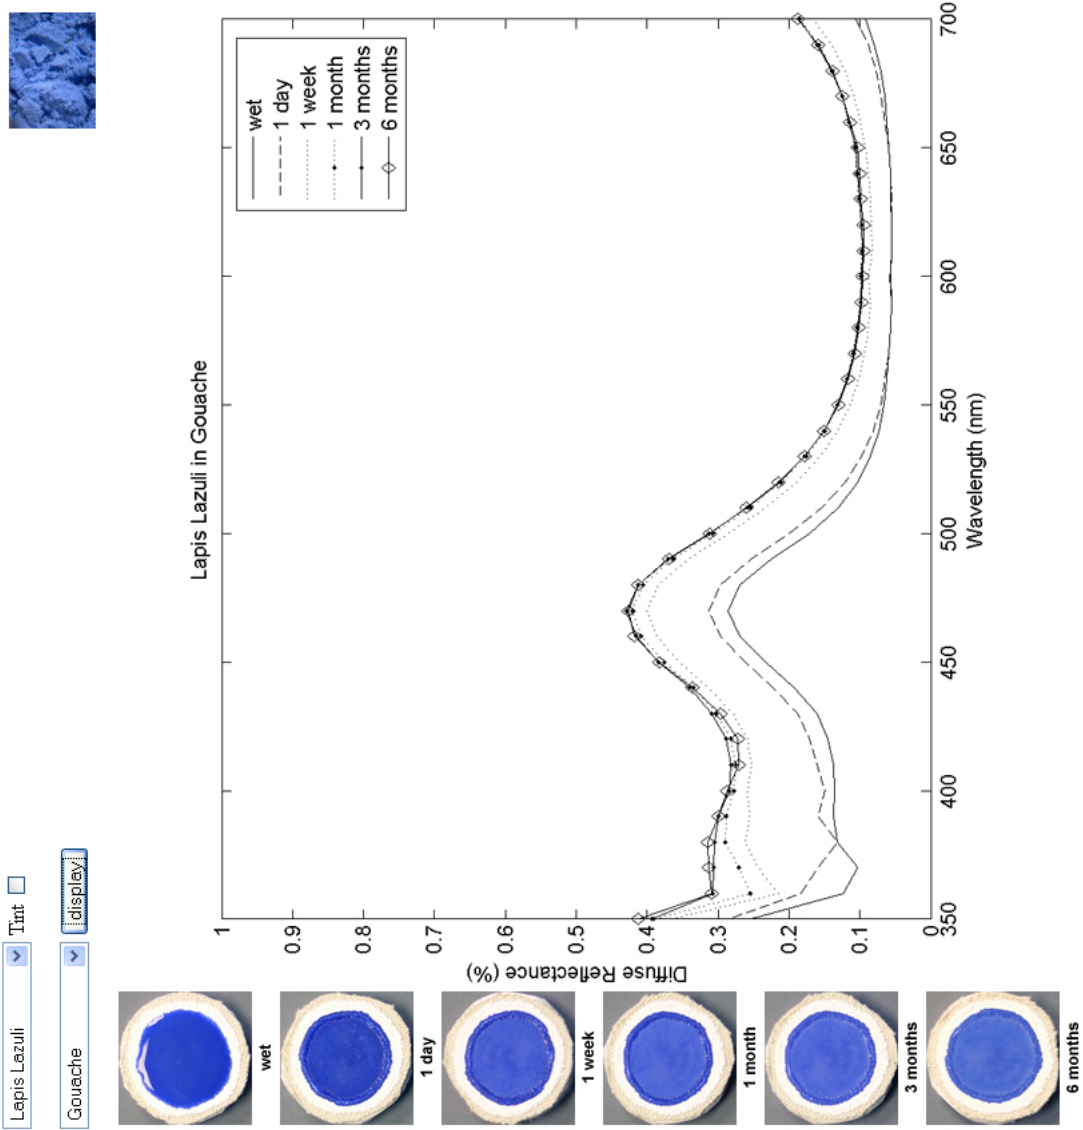 Lapis Lazuli
Tint
Gouache
display
wet
1 day
1 week
1 month
3 months
6 months
Lapis Lazuli in Gouache
wet
1 day
1 week
1 month
3 months
6 months
Diffuse Reflectance (%)
1
0.9
0.8
0.7
0.6
0.5
0.4
0.3
0.2
0.1
0
350
400
450
500
550
600
650
700
Wavelength (nm)